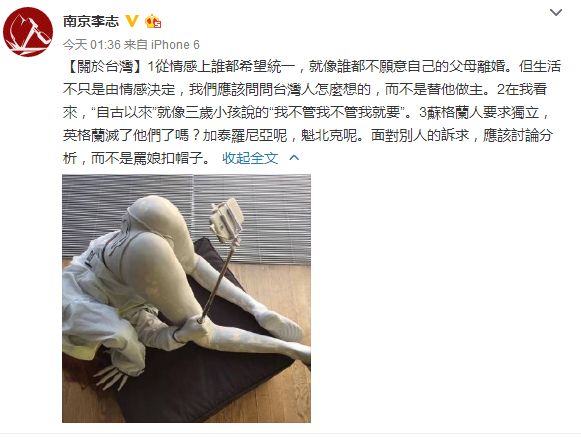 南京李志
今天 01:36 来自 iPhone 6
【關於台灣】1從情感上誰都希望統一，就像誰都不願意自己的父母離婚。但生活
不只是由情感決定，我們應該問問台灣人怎麼想的，而不是替他做主。2在我看
來，“自古以來”就像三歲小孩說的“我不管我不管我就要”。3蘇格蘭人要求獨立，
英格蘭滅了他們了嗎？加泰羅尼亞呢，魁北克呢。面對別人的訴求，應該討論分
析，而不是罵娘扣帽子。 收起全文